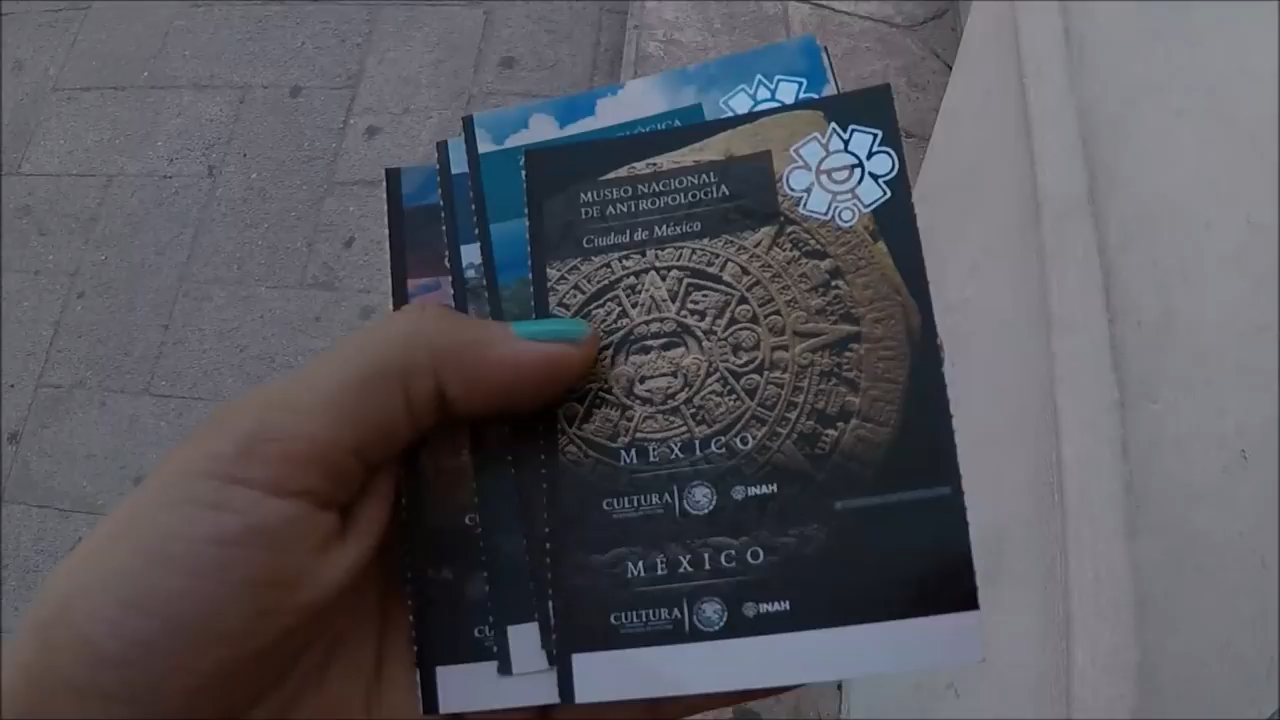 MUSEO NACIONAL
DE ANTROPOLOGÍA
Ciudad de México
MÉXICO
CULTURA
INAH
MÉXICO
CULTURA
INAH